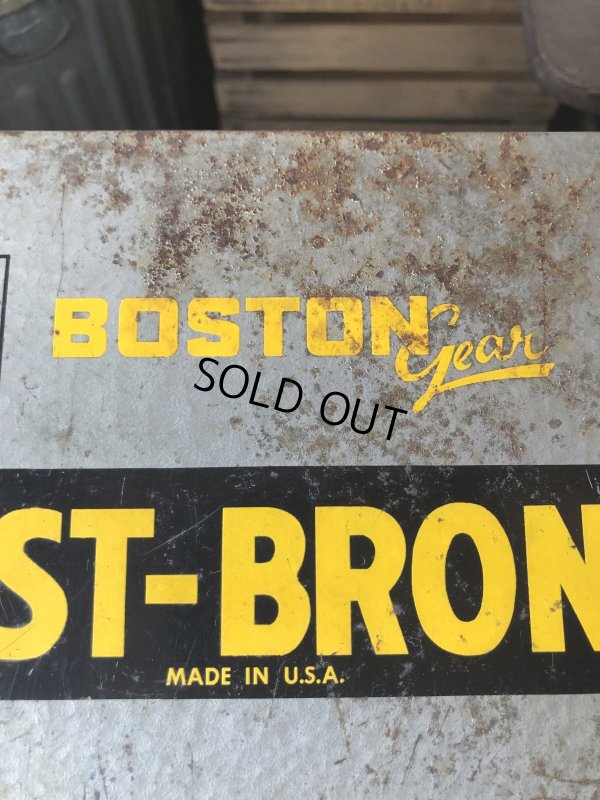 BOSTON Gear
SOLD OUT
ST-BRON
MADE IN U.S.A.